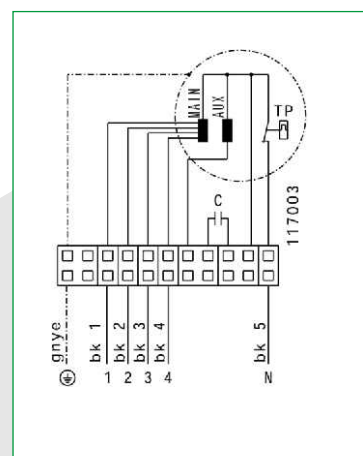 MAIN
AUX
TP
C
117003
gnye
bk 1
bk 2
bk 3
bk 4
bk 5
1 2 3 4 N